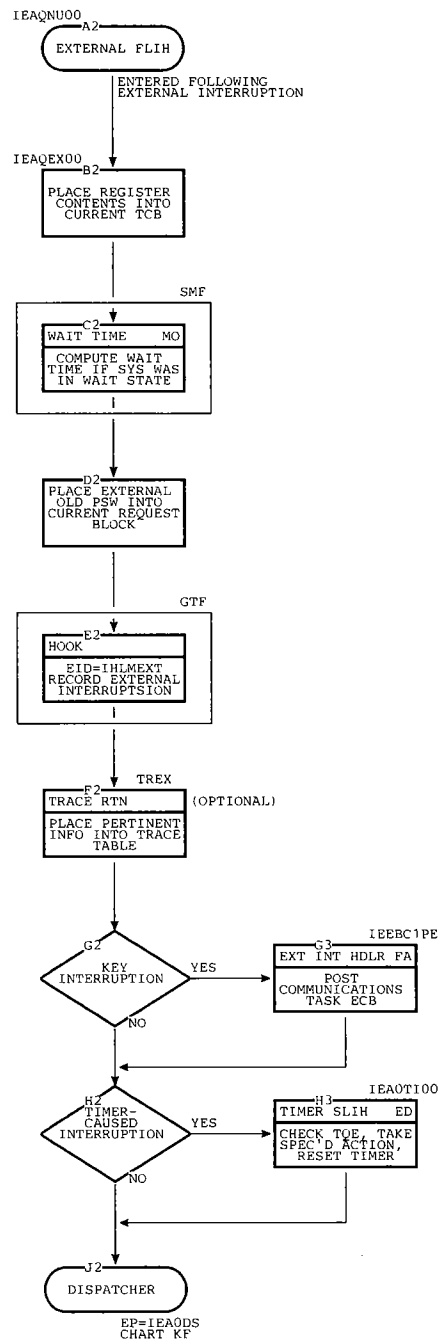 IEAQNU00
A2
EXTERNAL FLIH
ENTERED FOLLOWING
EXTERNAL INTERRUPTION
IEAQEX00
B2
PLACE REGISTER
CONTENTS INTO
CURRENT TCB
SMF
C2
WAIT TIME MO
COMPUTE WAIT
TIME IF SYS WAS
IN WAIT STATE
D2
PLACE EXTERNAL
OLD PSW INTO
CURRENT REQUEST
BLOCK
GTF
E2
HOOK
EID=IHLMEXT
RECORD EXTERNAL
INTERRUPTSION
TREX
F2
TRACE RTN
(OPTIONAL)
PLACE PERTINENT
INFO INTO TRACE
TABLE
G2
KEY
INTERRUPTION
YES
NO
IEEBC1PE
G3
EXT INT HDLR FA
POST
COMMUNICATIONS
TASK ECB
H2
TIMER-
CAUSED
INTERRUPTION
YES
NO
IEAOTI00
H3
TIMER SLIH ED
CHECK TQE, TAKE
SPEC'D ACTION,
RESET TIMER
J2
DISPATCHER
EP=IEA0DS
CHART KF